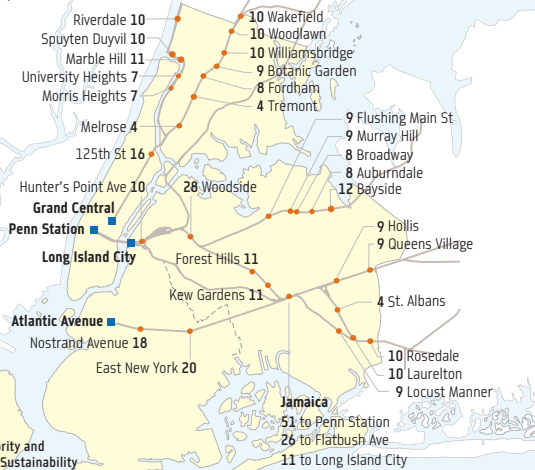 Riverdale 10
Spuyten Duyvil 10
Marble Hill 11
University Heights 7
Morris Heights 7
Melrose 4
125th St 16
Hunter's Point Ave 10
Grand Central
Penn Station
Long Island City
10 Wakefield
10 Woodlawn
10 Williamsbridge
9 Botanic Garden
8 Fordham
4 Tremont
28 Woodside
9 Flushing Main St
9 Murray Hill
8 Broadway
8 Auburndale
12 Bayside
9 Hollis
9 Queens Village
Forest Hills 11
Kew Gardens 11
4 St. Albans
Atlantic Avenue
Nostrand Avenue 18
East New York 20
10 Rosedale
10 Laurelton
9 Locust Manner
Jamaica
51 to Penn Station
26 to Flatbush Ave
11 to Long Island City
ority and
Sustainability